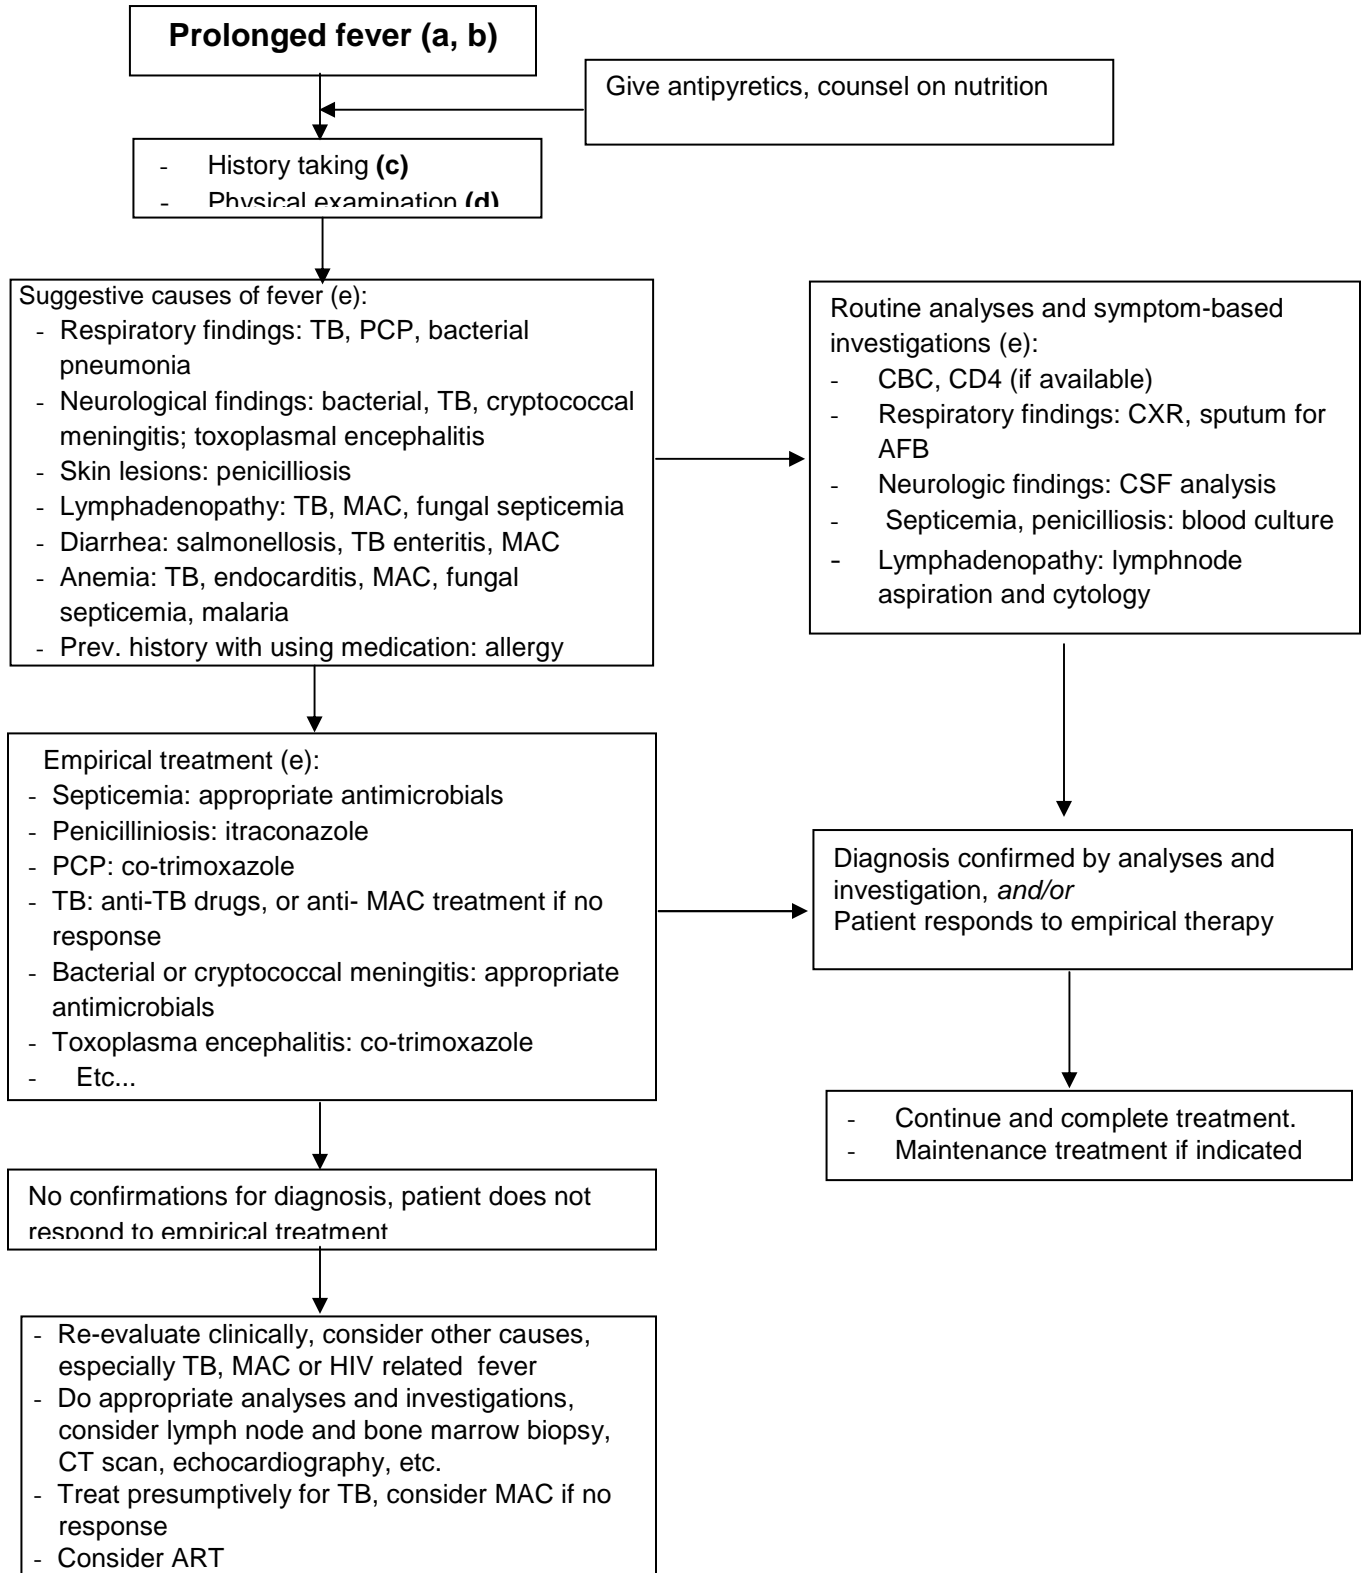 Prolonged fever (a, b)
Give antipyretics, counsel on nutrition
- History taking (c)
- Physical examination (d)
Suggestive causes of fever (e):
- Respiratory findings: TB, PCP, bacterial
pneumonia
- Neurological findings: bacterial, TB, cryptococcal
meningitis; toxoplasmal encephalitis
- Skin lesions: penicilliosis
- Lymphadenopathy: TB, MAC, fungal septicemia
- Diarrhea: salmonellosis, TB enteritis, MAC
- Anemia: TB, endocarditis, MAC, fungal
septicemia, malaria
- Prev. history with using medication: allergy
Routine analyses and symptom-based
investigations (e):
- CBC, CD4 (if available)
- Respiratory findings: CXR, sputum for
AFB
- Neurologic findings: CSF analysis
- Septicemia, penicilliosis: blood culture
- Lymphadenopathy: lymphnode
aspiration and cytology
Empirical treatment (e):
- Septicemia: appropriate antimicrobials
- Penicilliniosis: itraconazole
- PCP: co-trimoxazole
- TB: anti-TB drugs, or anti- MAC treatment if no
response
- Bacterial or cryptococcal meningitis: appropriate
antimicrobials
- Toxoplasma encephalitis: co-trimoxazole
- Etc...
Diagnosis confirmed by analyses and
investigation, and/or
Patient responds to empirical therapy
- Continue and complete treatment.
- Maintenance treatment if indicated
No confirmations for diagnosis, patient does not
respond to empirical treatment
- Re-evaluate clinically, consider other causes,
especially TB, MAC or HIV related fever
- Do appropriate analyses and investigations,
consider lymph node and bone marrow biopsy,
CT scan, echocardiography, etc.
- Treat presumptively for TB, consider MAC if no
response
- Consider ART